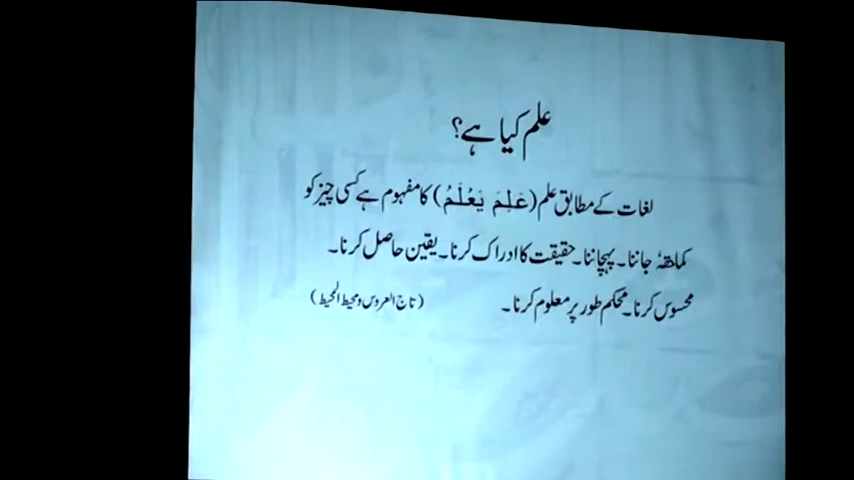 علم کیا ہے؟
لغات کے مطابق علم (عَلِمَ یَعْلَمُ) کا مفہوم ہے کسی چیز کو
کماحقہٗ جاننا۔ پہچاننا۔ حقیقت کا ادراک کرنا۔ یقین حاصل کرنا۔
محسوس کرنا۔ محکم طور پر معلوم کرنا۔ (تاج العروس و محیط المحیط)